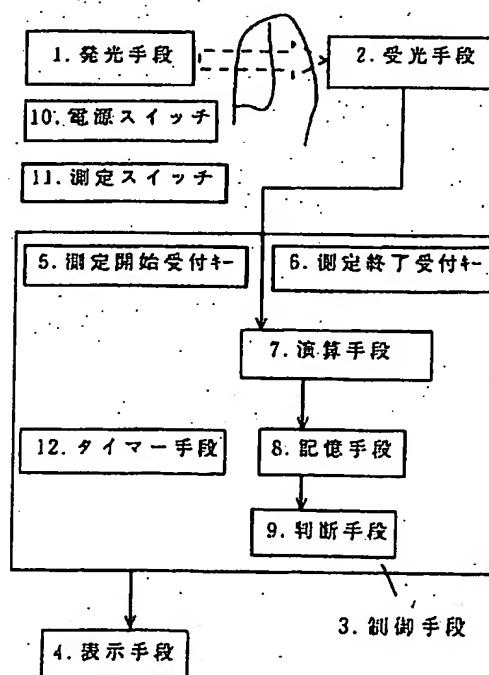 1. 発光手段
2. 受光手段
10. 電源スイッチ
11. 測定スイッチ
5. 測定開始受付キー
6. 測定終了受付キー
7. 演算手段
12. タイマー手段
8. 記憶手段
9. 判断手段
3. 制御手段
4. 表示手段